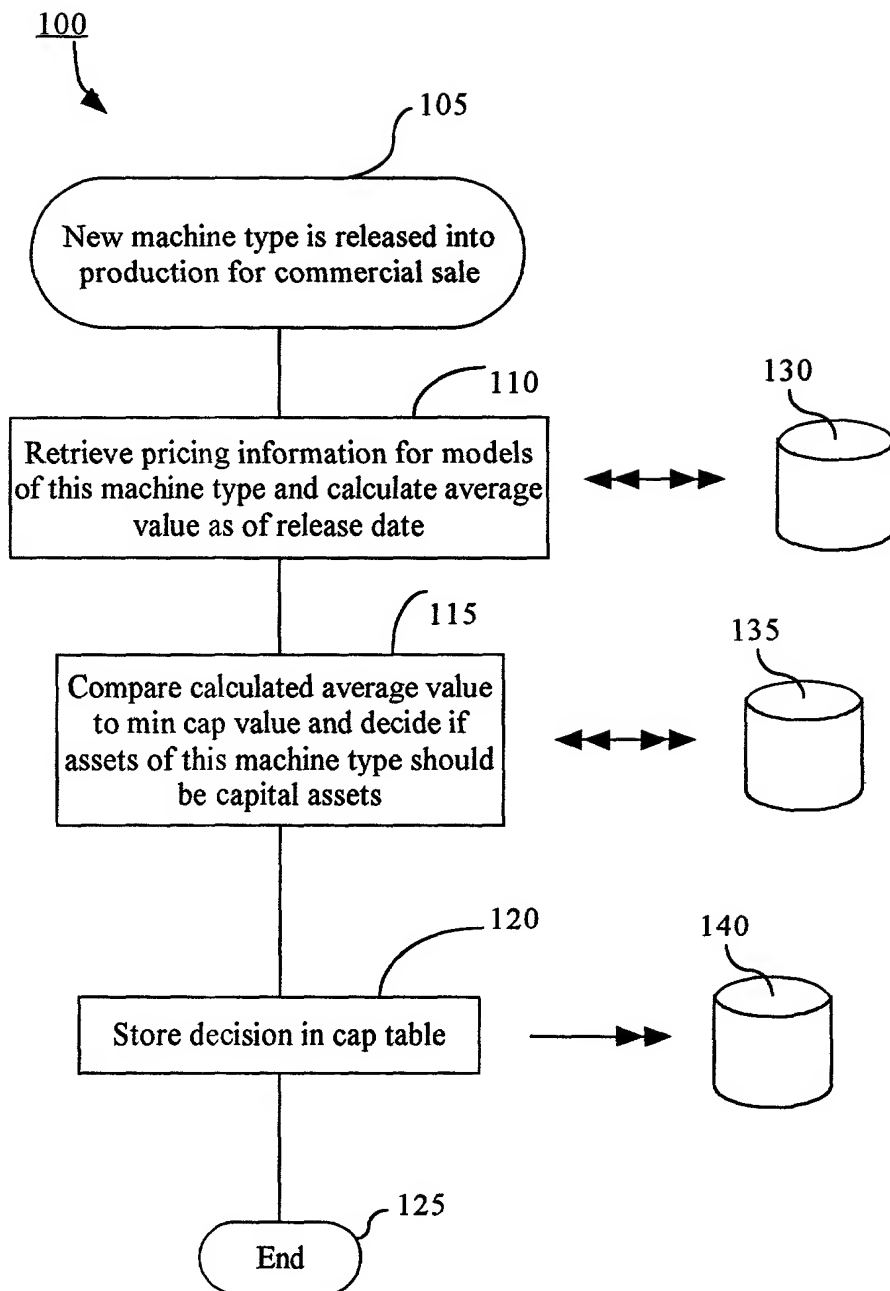 100
105
New machine type is released into
production for commercial sale
110
130
Retrieve pricing information for models
of this machine type and calculate average
value as of release date
115
135
Compare calculated average value
to min cap value and decide if
assets of this machine type should
be capital assets
120
140
Store decision in cap table
125
End